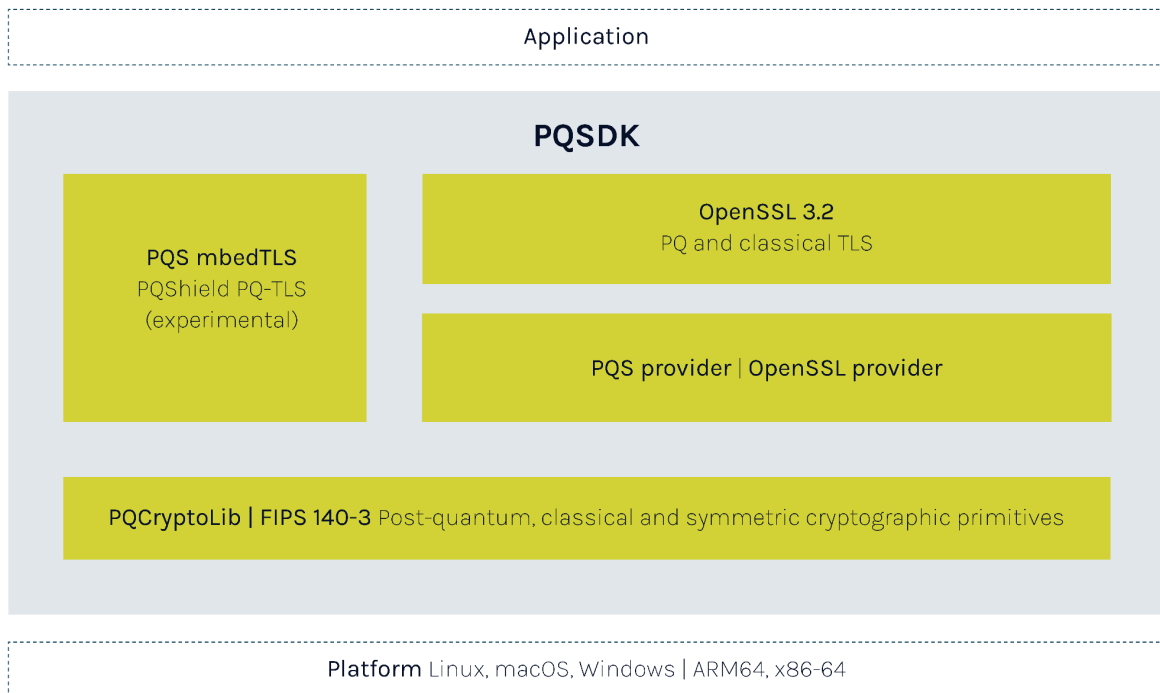 Application
PQSDK
PQS mbedTLS
PQShield PQ-TLS
(experimental)
OpenSSL 3.2
PQ and classical TLS
PQS provider | OpenSSL provider
PQCryptoLib | FIPS 140-3 Post-quantum, classical and symmetric cryptographic primitives
Platform Linux, macOS, Windows | ARM64, x86-64